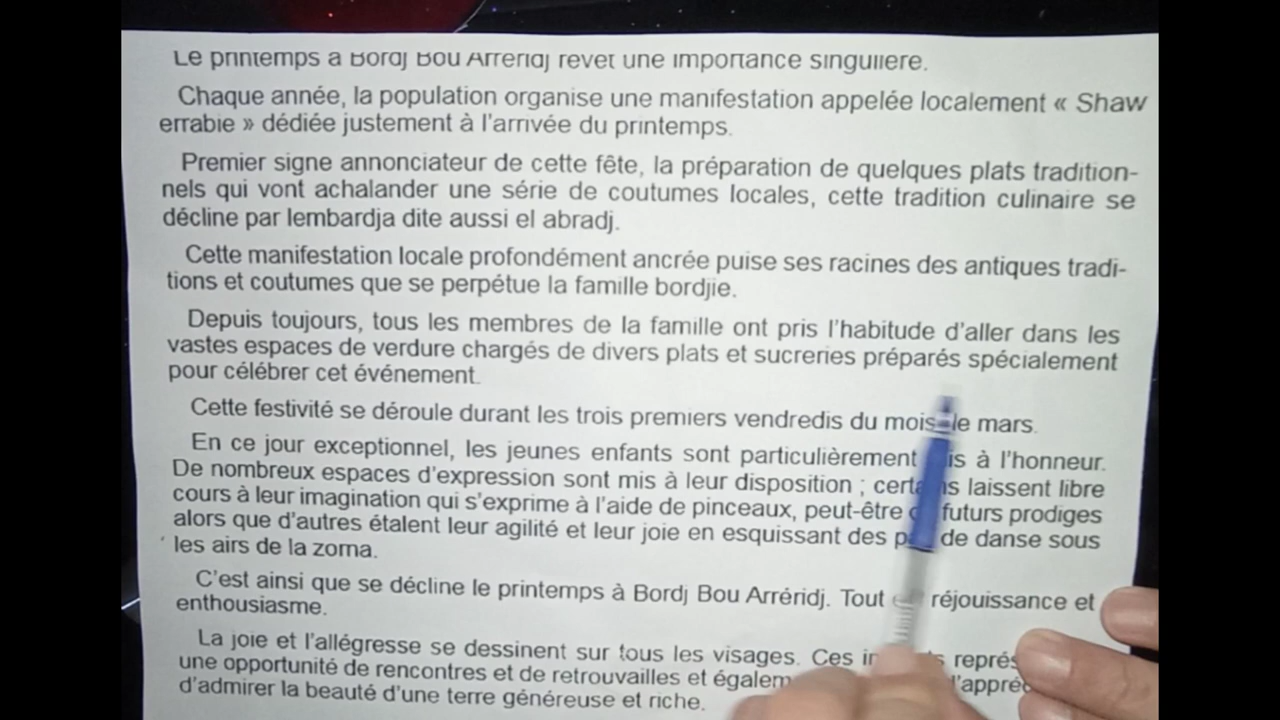 Le printemps à Bordj Bou Arréridj revêt une importance singulière.
Chaque année, la population organise une manifestation appelée localement « Shaw
errabie » dédiée justement à l'arrivée du printemps.
Premier signe annonciateur de cette fête, la préparation de quelques plats tradition-
nels qui vont achalander une série de coutumes locales, cette tradition culinaire se
décline par lembardja dite aussi el abradj.
Cette manifestation locale profondément ancrée puise ses racines des antiques tradi-
tions et coutumes que se perpétue la famille bordjie.
Depuis toujours, tous les membres de la famille ont pris l'habitude d'aller dans les
vastes espaces de verdure chargés de divers plats et sucreries préparés spécialement
pour célébrer cet événement.
Cette festivité se déroule durant les trois premiers vendredis du mois de mars.
En ce jour exceptionnel, les jeunes enfants sont particulièrement mis à l'honneur.
De nombreux espaces d'expression sont mis à leur disposition ; certains laissent libre
cours à leur imagination qui s'exprime à l'aide de pinceaux, peut-être futurs prodiges
alors que d'autres étalent leur agilité et leur joie en esquissant des pas de danse sous
les airs de la zorna.
C'est ainsi que se décline le printemps à Bordj Bou Arréridj. Tout réjouissance et
enthousiasme.
La joie et l'allégresse se dessinent sur tous les visages. Ces
une opportunité de rencontres et de retrouvailles et
d'admirer la beauté d'une terre généreuse et riche.